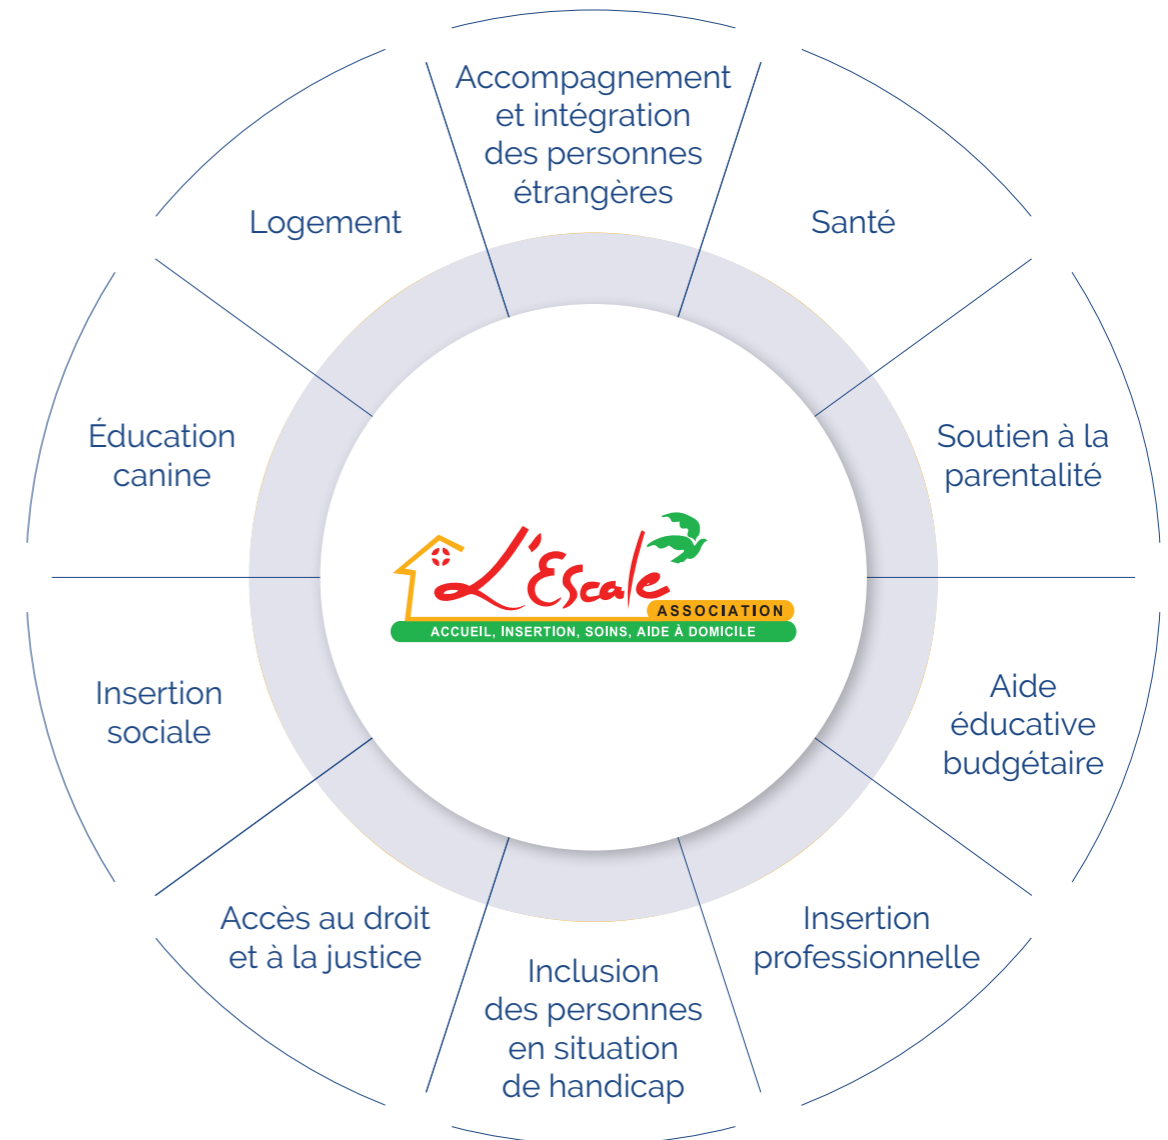 Accompagnement
et intégration
des personnes
étrangères
Santé
Soutien à la
parentalité
Aide
éducative
budgétaire
Insertion
professionnelle
Inclusion
des personnes
en situation
de handicap
Accès au droit
et à la justice
Insertion
sociale
Éducation
canine
Logement
L'Escale
ASSOCIATION
ACCUEIL, INSERTION, SOINS, AIDE À DOMICILE